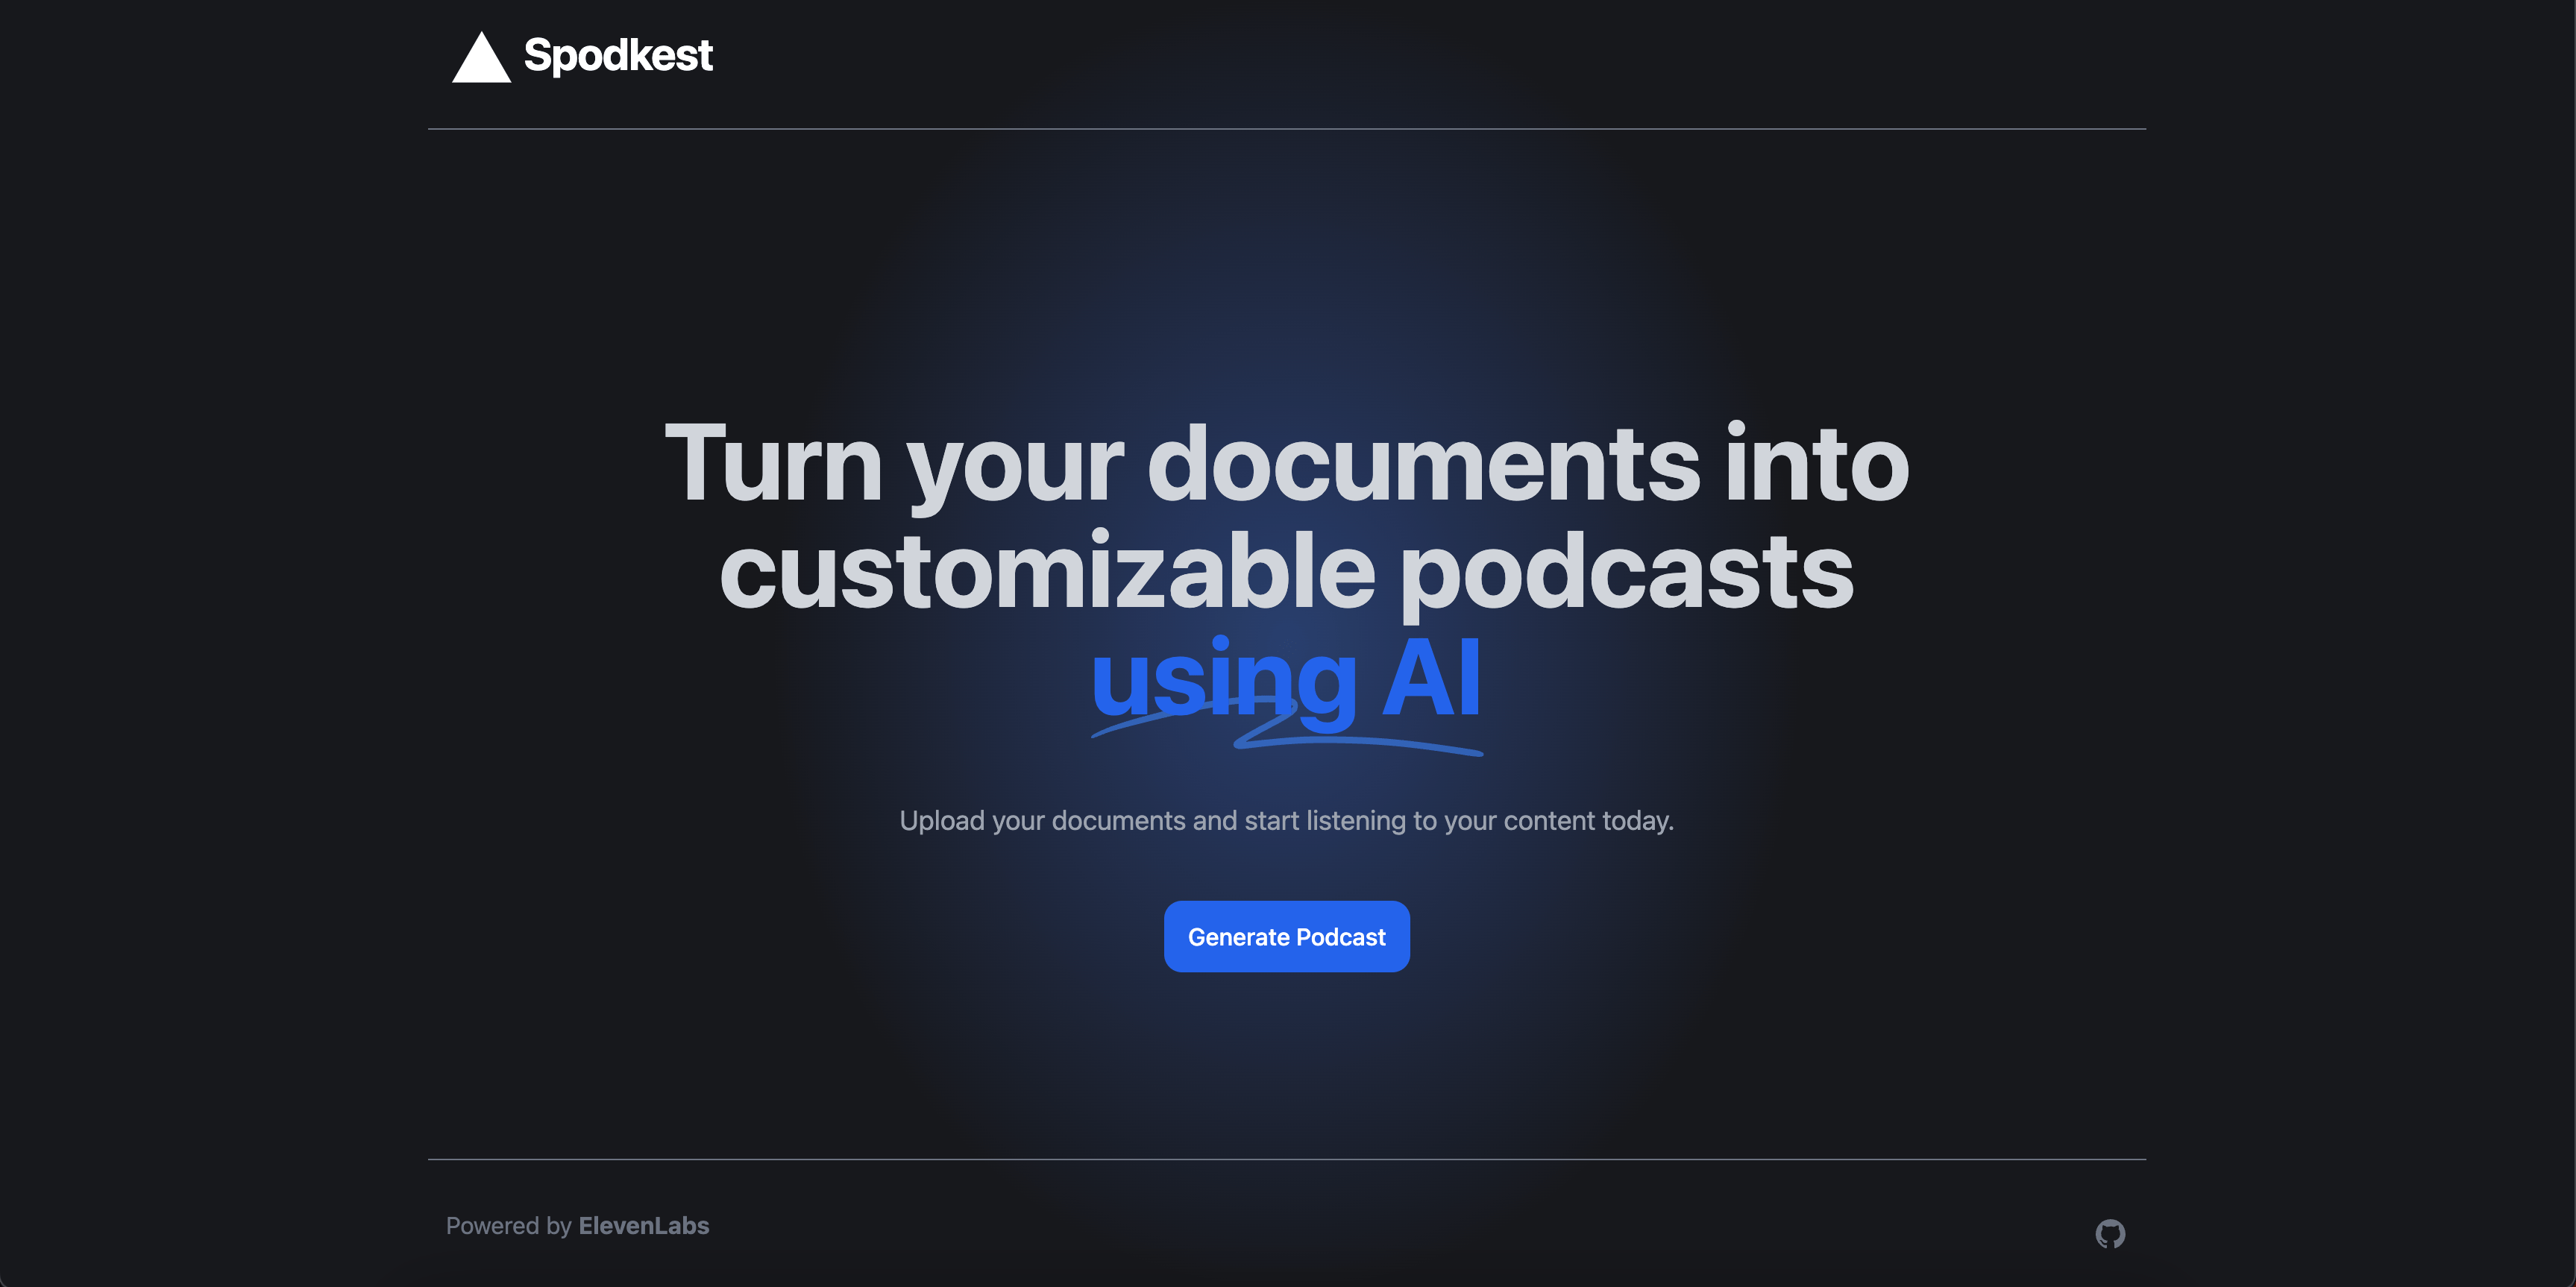 Spodkest
Turn your documents into
customizable podcasts
using AI
Upload your documents and start listening to your content today.
Generate Podcast
Powered by ElevenLabs